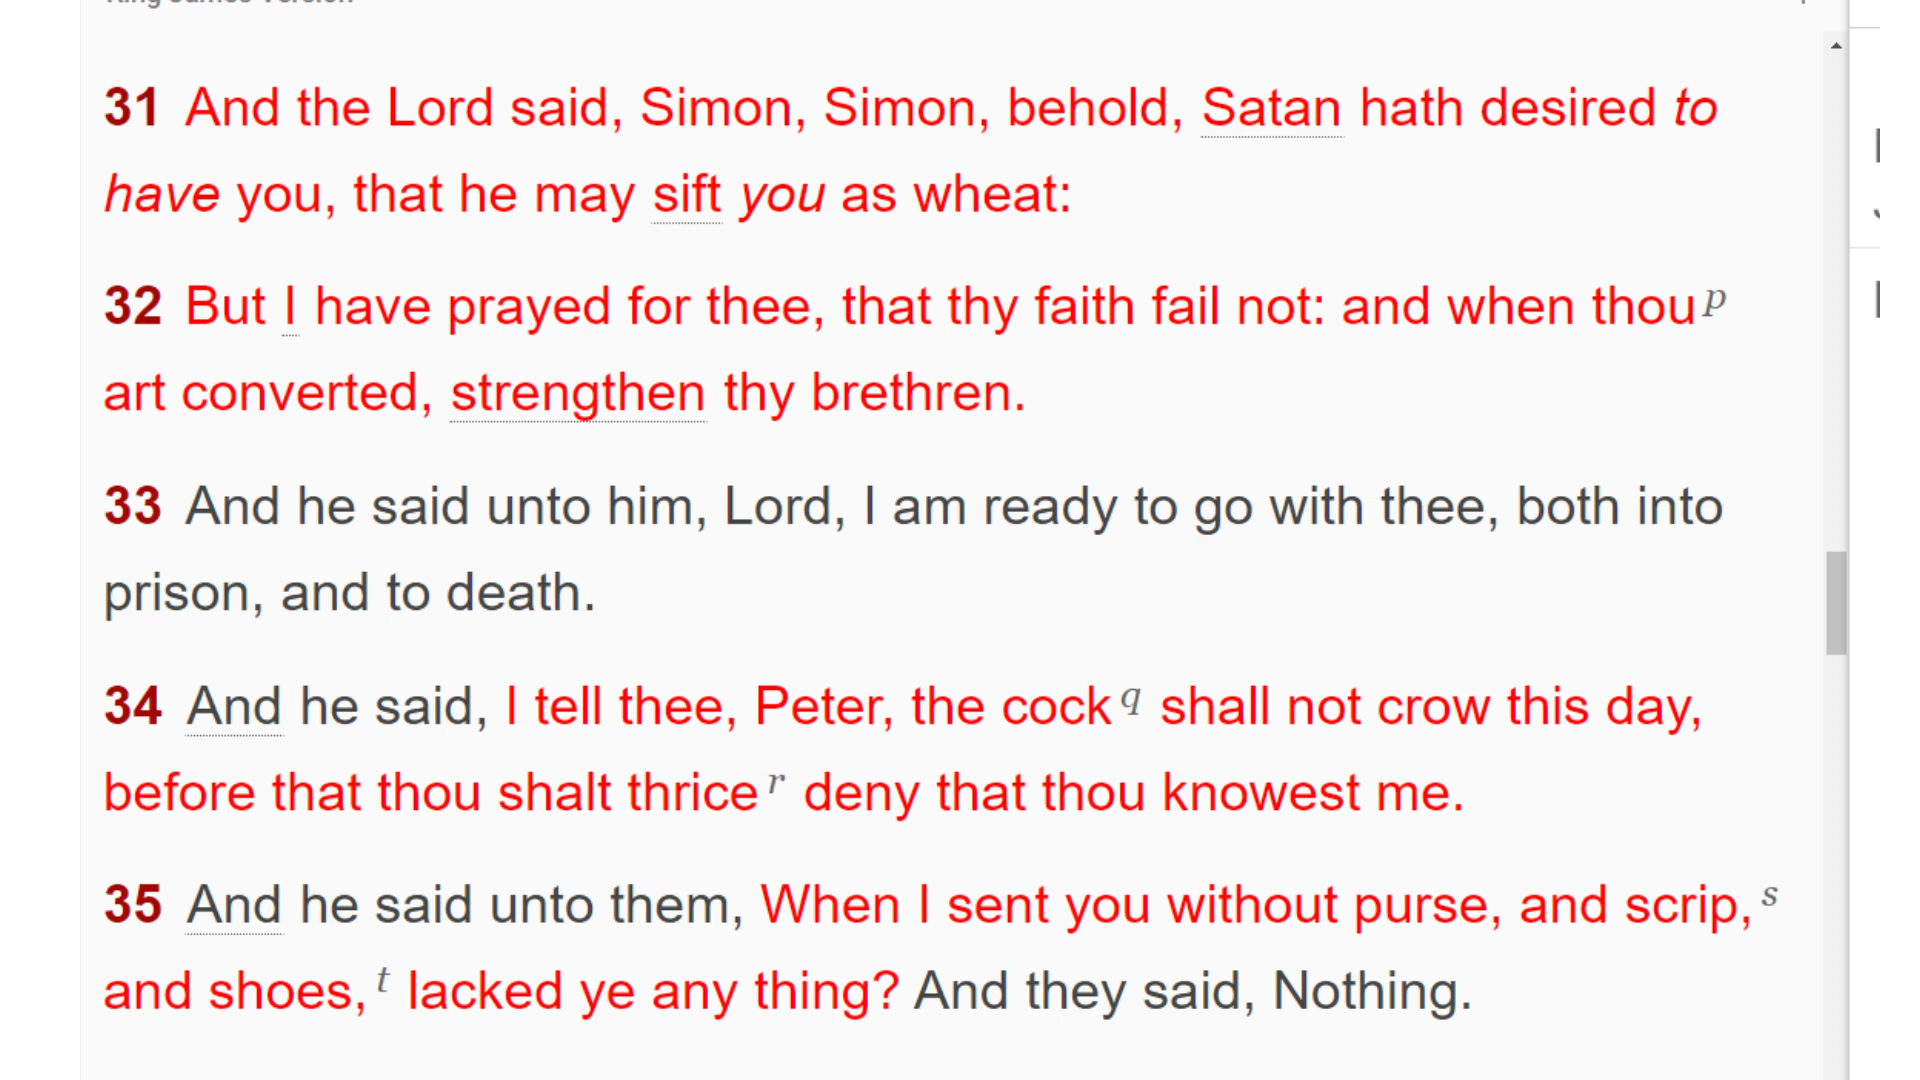 King James Version
31 And the Lord said, Simon, Simon, behold, Satan hath desired to
have you, that he may sift you as wheat:
32 But I have prayed for thee, that thy faith fail not: and when thou p
art converted, strengthen thy brethren.
33 And he said unto him, Lord, I am ready to go with thee, both into
prison, and to death.
34 And he said, I tell thee, Peter, the cock q shall not crow this day,
before that thou shalt thrice r deny that thou knowest me.
35 And he said unto them, When I sent you without purse, and scrip, s
and shoes, t lacked ye any thing? And they said, Nothing.